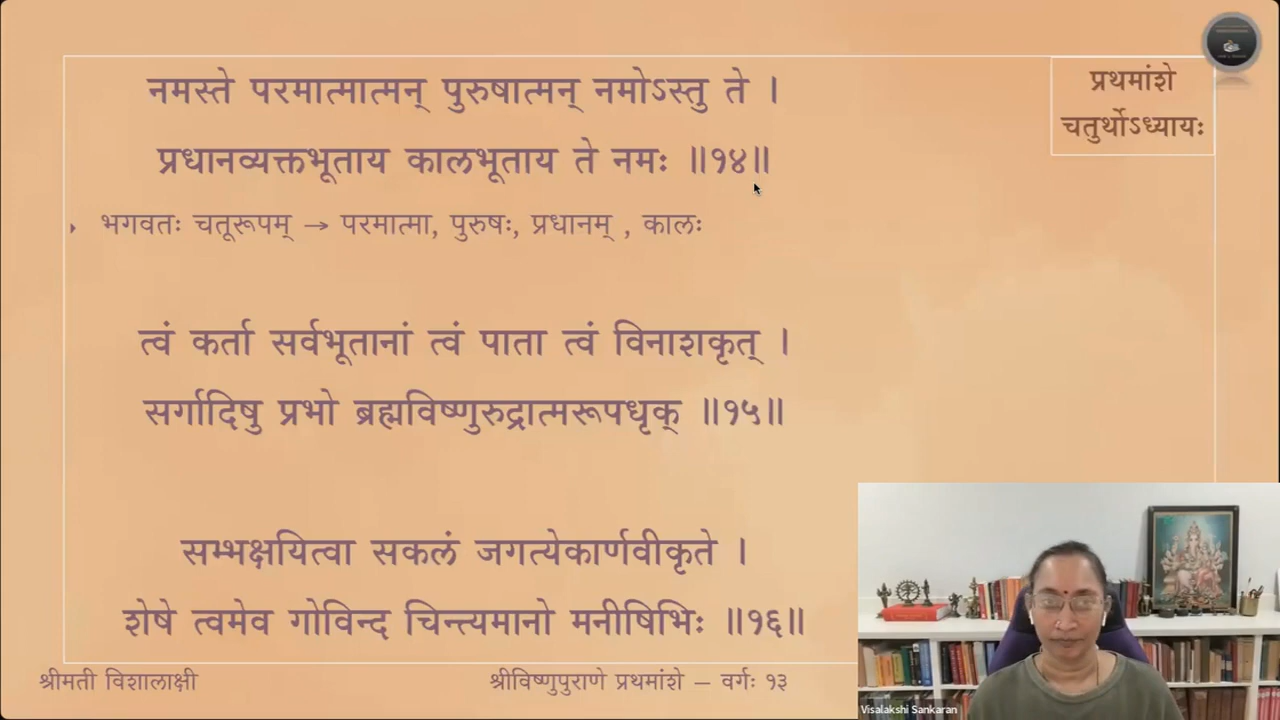 प्रथमांशे
चतुर्थोऽध्यायः
नमस्ते परमात्मात्मन् पुरुषात्मन् नमोऽस्तु ते ।
प्रधानव्यक्तभूताय कालभूताय ते नमः ॥१४॥
भगवतः चतूरूपम् → परमात्मा, पुरुषः, प्रधानम् , कालः
त्वं कर्ता सर्वभूतानां त्वं पाता त्वं विनाशकृत् ।
सर्गादिषु प्रभो ब्रह्मविष्णुरुद्रात्मरूपधृक् ॥१५॥
सम्भक्षयित्वा सकलं जगत्येकार्णवीकृते ।
शेषे त्वमेव गोविन्द चिन्त्यमानो मनीषिभिः ॥१६॥
श्रीमती विशालाक्षी
श्रीविष्णुपुराणे प्रथमांशे – वर्गः १३
Visalakshi Sankaran